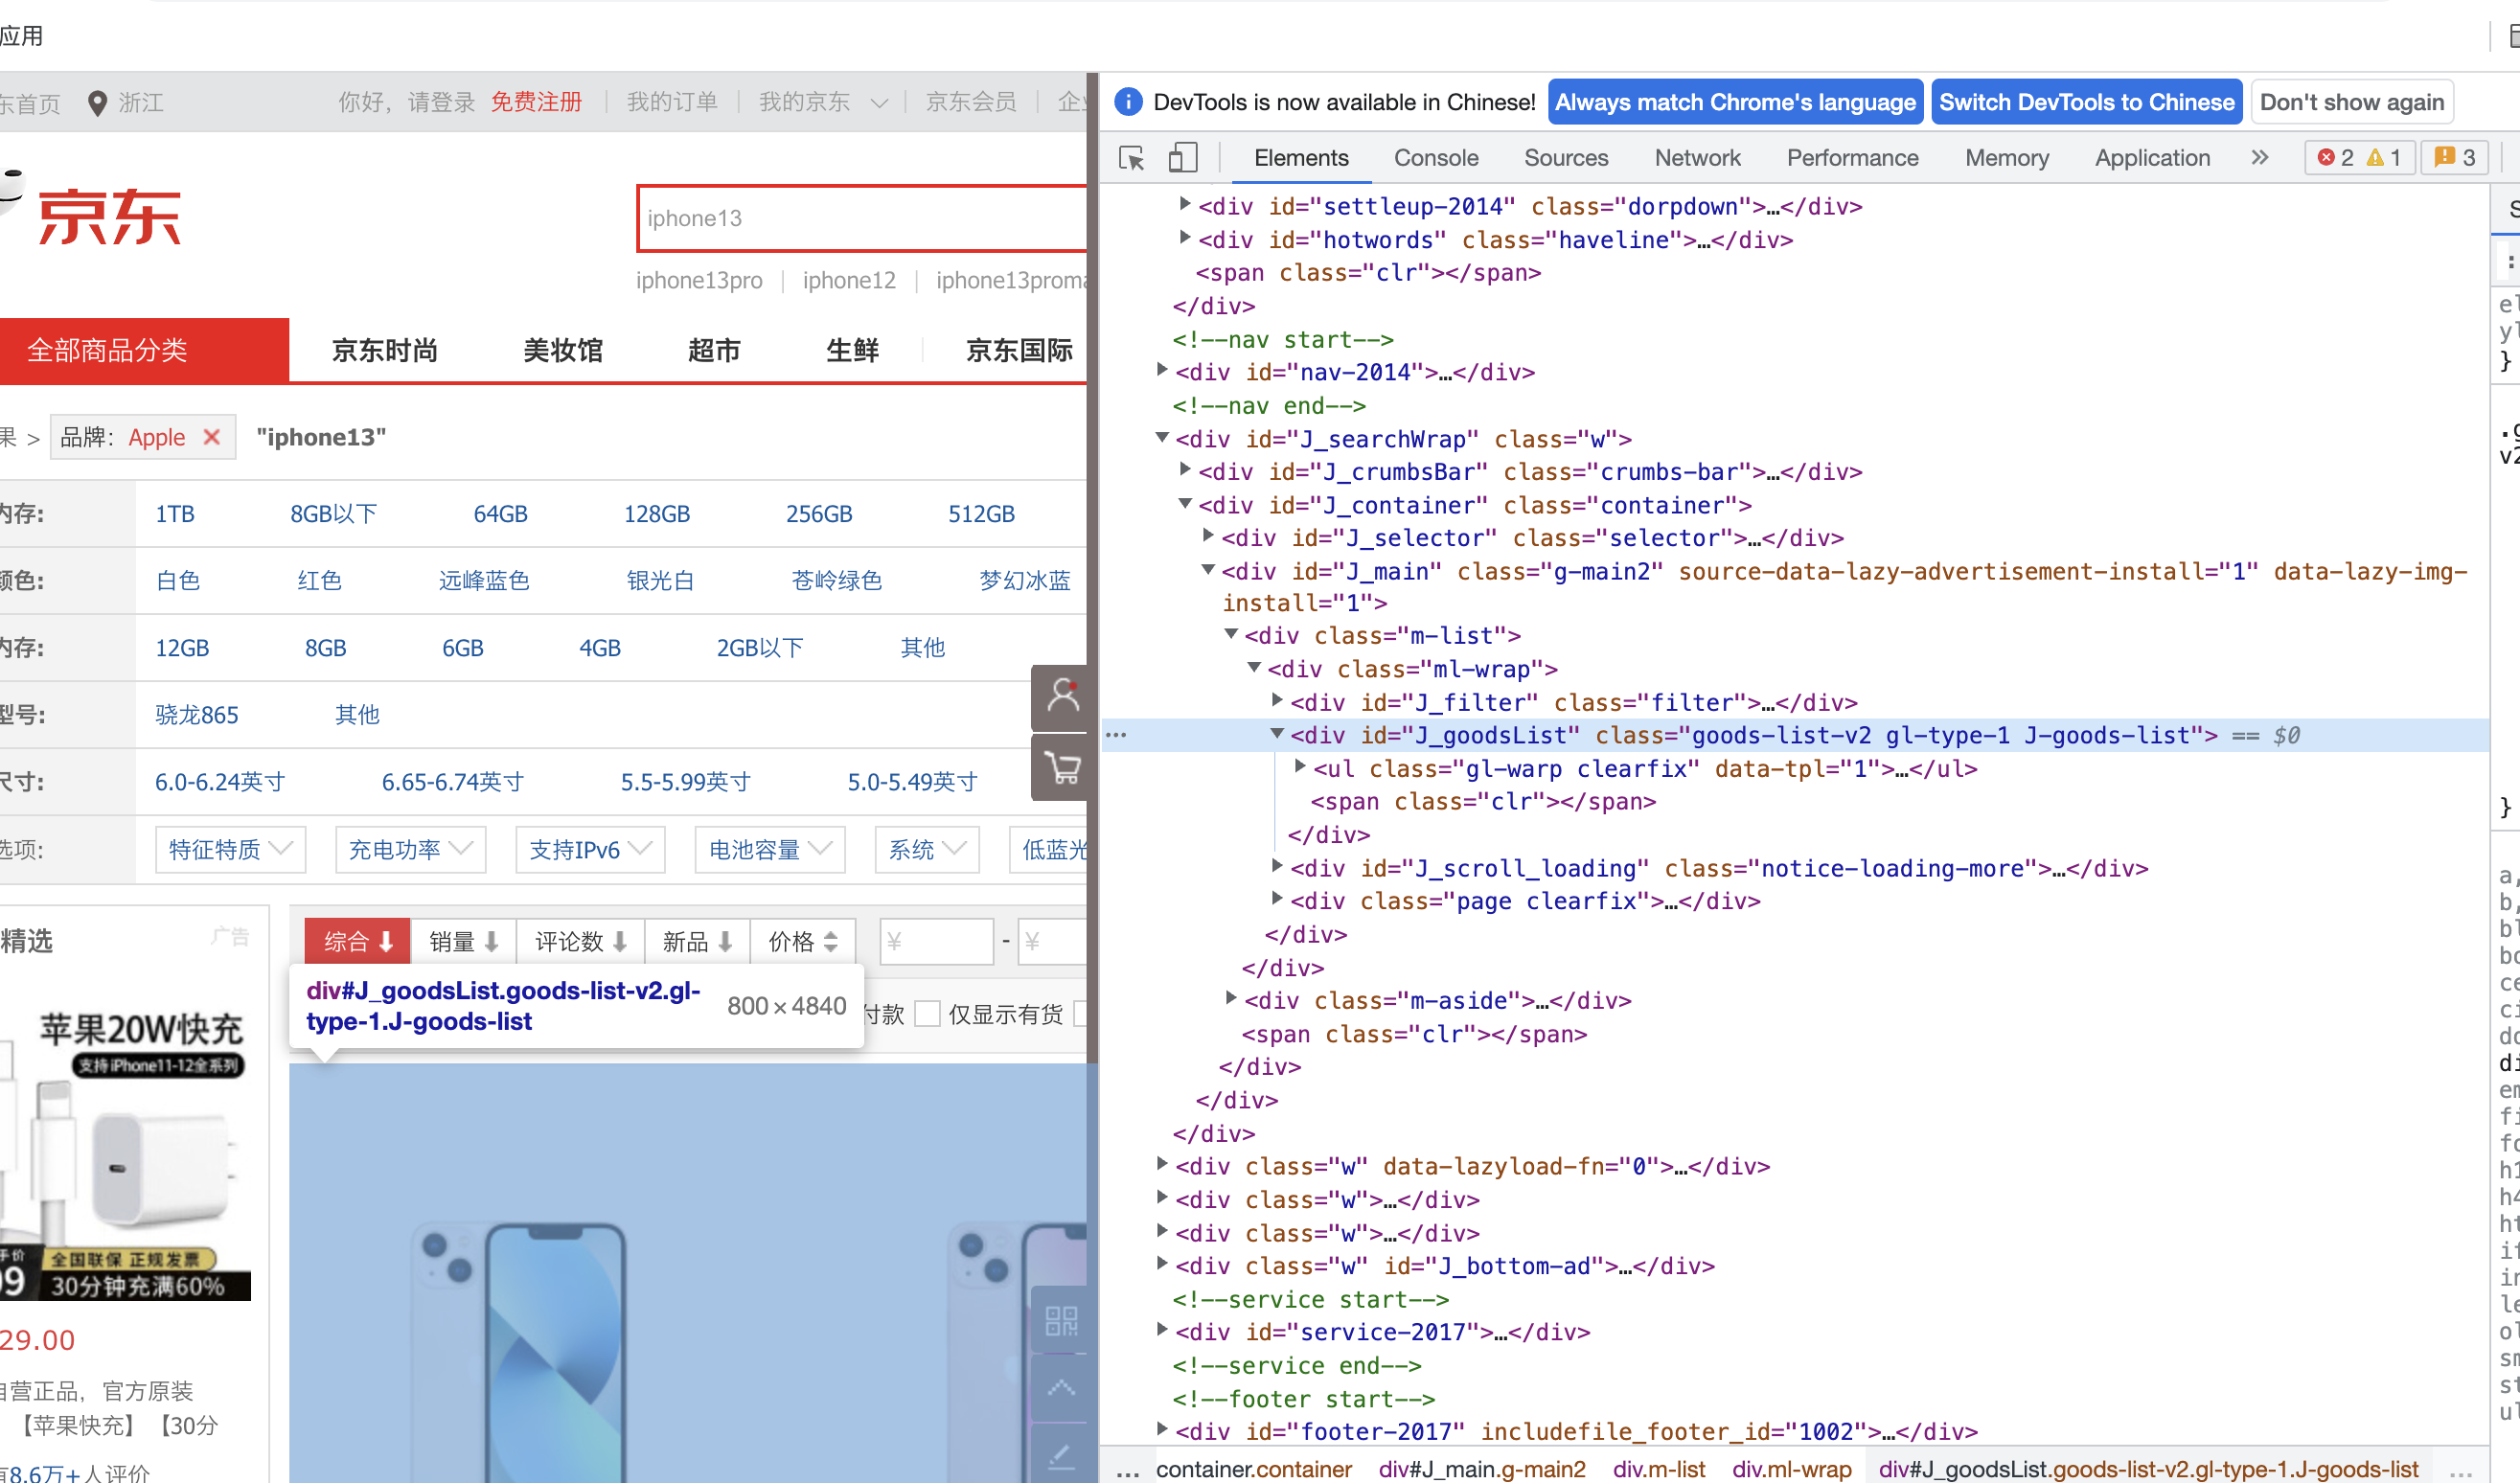 应用
东首页 浙江 你好，请登录 免费注册 我的订单 我的京东 京东会员
京东
iphone13
iphone13pro iphone12
全部商品分类 京东时尚 美妆馆 超市 生鲜 京东国际
果 > 品牌： Apple × "iphone13"
内存: 1TB 8GB以下 64GB 128GB 256GB 512GB
颜色: 白色 红色 远峰蓝色 银光白 苍岭绿色 梦幻冰蓝
内存: 12GB 8GB 6GB 4GB 2GB以下 其他
型号: 骁龙865 其他
尺寸: 6.0-6.24英寸 6.65-6.74英寸 5.5-5.99英寸 5.0-5.49英寸
选项: 特征特质 充电功率 支持IPv6 电池容量 系统 低蓝光
精选 广告
综合 销量 评论数 新品 价格 ¥ - ¥
div#J_goodsList.goods-list-v2.gl-
type-1.J-goods-list
800 × 4840
付款 仅显示有货
苹果20W快充
支持iPhone11-12全系列
全国联保 正规发票
30分钟充满60%
29.00
自营正品，官方原装
【苹果快充】【30分
有8.6万+人评价
DevTools is now available in Chinese! Always match Chrome's language Switch DevTools to Chinese Don't show again
Elements Console Sources Network Performance Memory Application » 2 1 3
<div id="settleup-2014" class="dorpdown">…</div>
<div id="hotwords" class="haveline">…</div>
<span class="clr"></span>
</div>
<!--nav start-->
<div id="nav-2014">…</div>
<!--nav end-->
<div id="J_searchWrap" class="w">
<div id="J_crumbsBar" class="crumbs-bar">…</div>
<div id="J_container" class="container">
<div id="J_selector" class="selector">…</div>
<div id="J_main" class="g-main2" source-data-lazy-advertisement-install="1" data-lazy-img-
install="1">
<div class="m-list">
<div class="ml-wrap">
<div id="J_filter" class="filter">…</div>
<div id="J_goodsList" class="goods-list-v2 gl-type-1 J-goods-list"> == $0
<ul class="gl-warp clearfix" data-tpl="1">…</ul>
<span class="clr"></span>
</div>
<div id="J_scroll_loading" class="notice-loading-more">…</div>
<div class="page clearfix">…</div>
</div>
</div>
<div class="m-aside">…</div>
<span class="clr"></span>
</div>
</div>
</div>
<div class="w" data-lazyload-fn="0">…</div>
<div class="w">…</div>
<div class="w">…</div>
<div class="w" id="J_bottom-ad">…</div>
<!--service start-->
<div id="service-2017">…</div>
<!--service end-->
<!--footer start-->
<div id="footer-2017" includefile_footer_id="1002">…</div>
... container.container div#J_main.g-main2 div.m-list div.ml-wrap div#J_goodsList.goods-list-v2.gl-type-1.J-goods-list ...